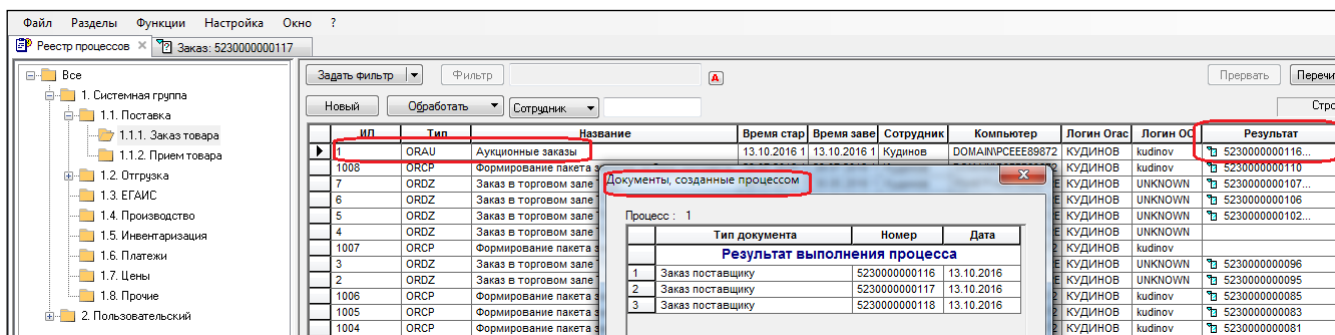 Файл Разделы Функции Настройка Окно ?
Реестр процессов Заказ: 5230000000117
Все
1. Системная группа
1.1. Поставка
1.1.1. Заказ товара
1.1.2. Прием товара
1.2. Отгрузка
1.3. ЕГАИС
1.4. Производство
1.5. Инвентаризация
1.6. Платежи
1.7. Цены
1.8. Прочие
2. Пользовательский
Задать фильтр Фильтр A Прервать
Новый Обработать Сотрудник
ИД Тип Название Время стар Время заве Сотрудник Компьютер Логин Orac Логин ОС Результат
1 ORAU Аукционные заказы 13.10.2016 1 13.10.2016 1 Кудинов DOMAIN\PCEEE89872 КУДИНОВ kudinov 5230000000116...
1008 ORCP Формирование пакета КУДИНОВ kudinov 5230000000110
7 ORDZ Заказ в торговом зале КУДИНОВ UNKNOWN 5230000000107...
6 ORDZ Заказ в торговом зале КУДИНОВ UNKNOWN 5230000000106
5 ORDZ Заказ в торговом зале КУДИНОВ UNKNOWN 5230000000102...
4 ORDZ Заказ в торговом зале КУДИНОВ UNKNOWN
1007 ORCP Формирование пакета КУДИНОВ kudinov
3 ORDZ Заказ в торговом зале КУДИНОВ UNKNOWN 5230000000096
2 ORDZ Заказ в торговом зале КУДИНОВ UNKNOWN 5230000000095
1006 ORCP Формирование пакета КУДИНОВ kudinov 5230000000085
1005 ORCP Формирование пакета КУДИНОВ kudinov 5230000000083
1004 ORCP Формирование пакета КУДИНОВ kudinov 5230000000081
Документы, созданные процессом
Процесс : 1
Тип документа Номер Дата
Результат выполнения процесса
1 Заказ поставщику 5230000000116 13.10.2016
2 Заказ поставщику 5230000000117 13.10.2016
3 Заказ поставщику 5230000000118 13.10.2016